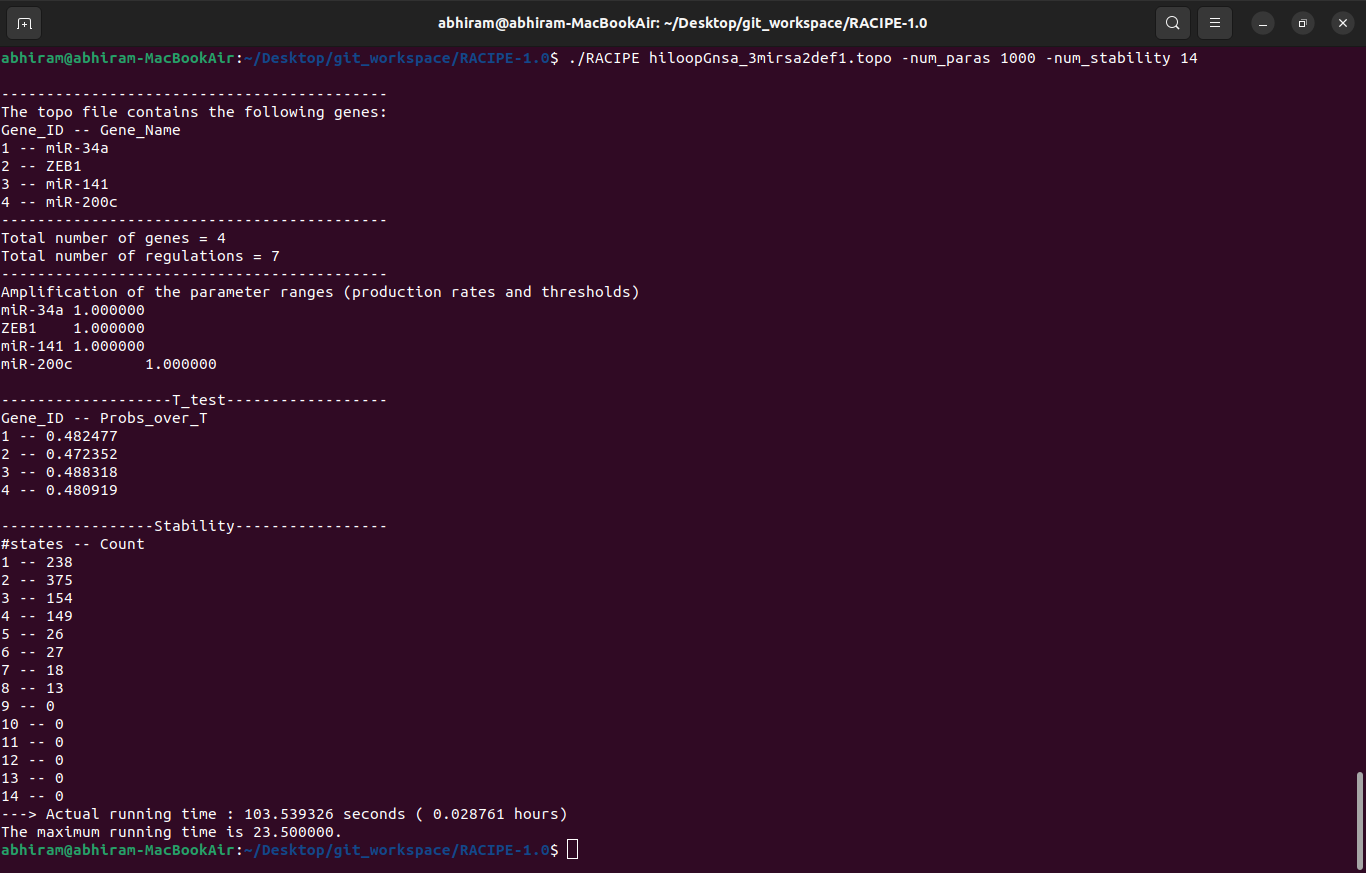 abhiram@abhiram-MacBookAir: ~/Desktop/git_workspace/RACIPE-1.0
abhiram@abhiram-MacBookAir:~/Desktop/git_workspace/RACIPE-1.0$ ./RACIPE hiloopGnsa_3mirsa2def1.topo -num_paras 1000 -num_stability 14
-------------------------------------------
The topo file contains the following genes:
Gene_ID -- Gene_Name
1 -- miR-34a
2 -- ZEB1
3 -- miR-141
4 -- miR-200c
-------------------------------------------
Total number of genes = 4
Total number of regulations = 7
-------------------------------------------
Amplification of the parameter ranges (production rates and thresholds)
miR-34a 1.000000
ZEB1    1.000000
miR-141 1.000000
miR-200c        1.000000
-------------------T_test------------------
Gene_ID -- Probs_over_T
1 -- 0.482477
2 -- 0.472352
3 -- 0.488318
4 -- 0.480919
-----------------Stability-----------------
#states -- Count
1 -- 238
2 -- 375
3 -- 154
4 -- 149
5 -- 26
6 -- 27
7 -- 18
8 -- 13
9 -- 0
10 -- 0
11 -- 0
12 -- 0
13 -- 0
14 -- 0
---> Actual running time : 103.539326 seconds ( 0.028761 hours)
The maximum running time is 23.500000.
abhiram@abhiram-MacBookAir:~/Desktop/git_workspace/RACIPE-1.0$